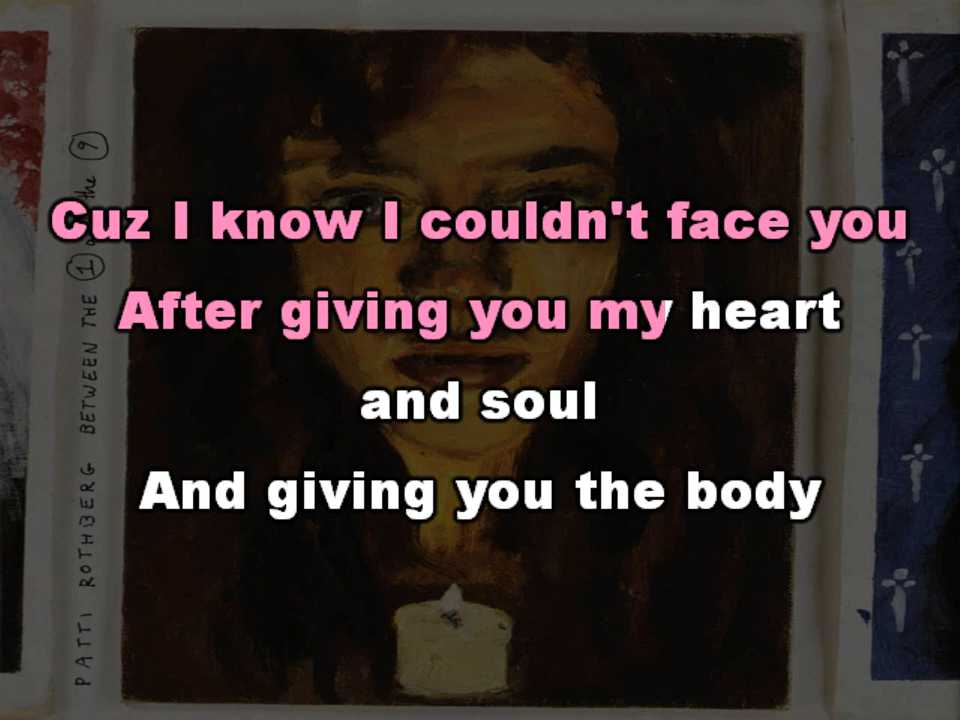 Cuz I know I couldn't face you
After giving you my heart
and soul
And giving you the body
PATTI ROTHBERG BETWEEN THE 1 and the 9